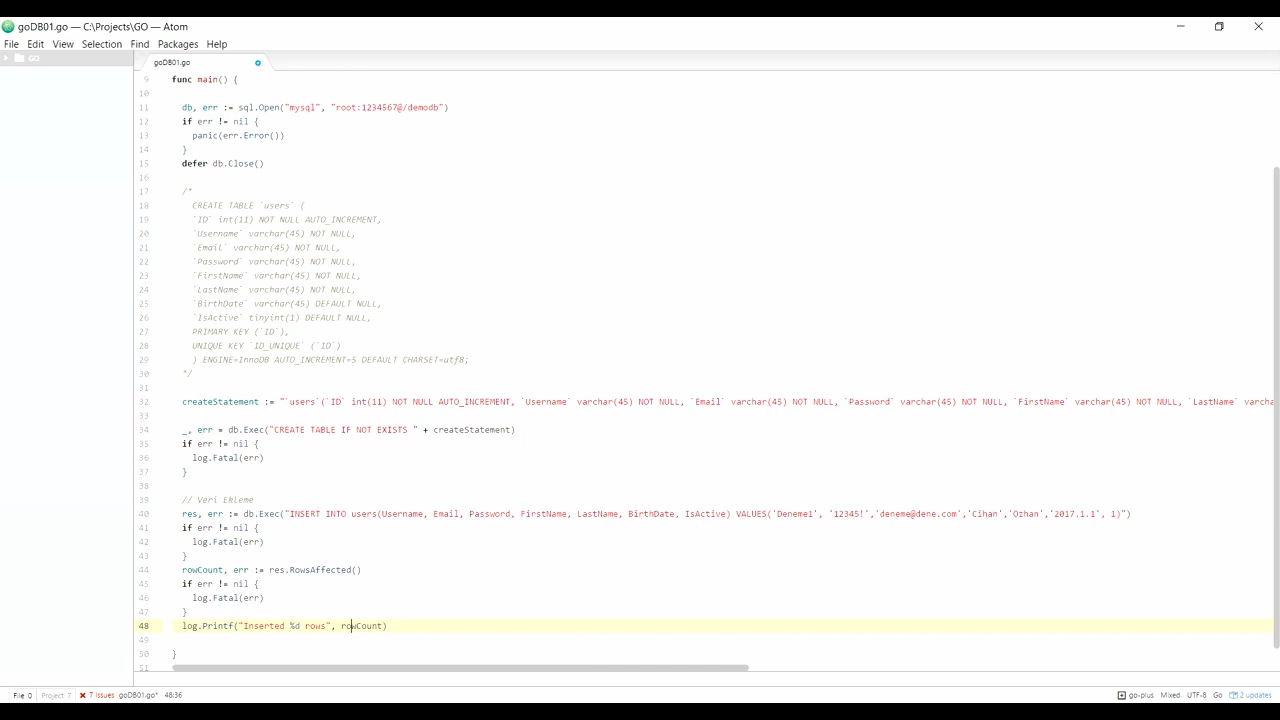 goDB01.go — C:\Projects\GO — Atom
File Edit View Selection Find Packages Help
GO
goDB01.go
9 func main() {
10
11 db, err := sql.Open("mysql", "root:1234567@/demodb")
12 if err != nil {
13 panic(err.Error())
14 }
15 defer db.Close()
16
17 /*
18 CREATE TABLE `users` (
19 `ID` int(11) NOT NULL AUTO_INCREMENT,
20 `Username` varchar(45) NOT NULL,
21 `Email` varchar(45) NOT NULL,
22 `Password` varchar(45) NOT NULL,
23 `FirstName` varchar(45) NOT NULL,
24 `LastName` varchar(45) NOT NULL,
25 `BirthDate` varchar(45) DEFAULT NULL,
26 `IsActive` tinyint(1) DEFAULT NULL,
27 PRIMARY KEY (`ID`),
28 UNIQUE KEY `ID_UNIQUE` (`ID`)
29 ) ENGINE=InnoDB AUTO_INCREMENT=5 DEFAULT CHARSET=utf8;
30 */
31
32 createStatement := "`users`(`ID` int(11) NOT NULL AUTO_INCREMENT, `Username` varchar(45) NOT NULL, `Email` varchar(45) NOT NULL, `Password` varchar(45) NOT NULL, `FirstName` varchar(45) NOT NULL, `LastName` varcha
33
34 _, err = db.Exec("CREATE TABLE IF NOT EXISTS " + createStatement)
35 if err != nil {
36 log.Fatal(err)
37 }
38
39 // Veri Ekleme
40 res, err := db.Exec("INSERT INTO users(Username, Email, Password, FirstName, LastName, BirthDate, IsActive) VALUES('Deneme1', '12345!','deneme@dene.com','Cihan','Ozhan','2017.1.1', 1)")
41 if err != nil {
42 log.Fatal(err)
43 }
44 rowCount, err := res.RowsAffected()
45 if err != nil {
46 log.Fatal(err)
47 }
48 log.Printf("Inserted %d rows", rowCount)
49
50 }
51
File 0 Project 7 7 Issues goDB01.go* 48:36 go-plus Mixed UTF-8 Go 2 updates